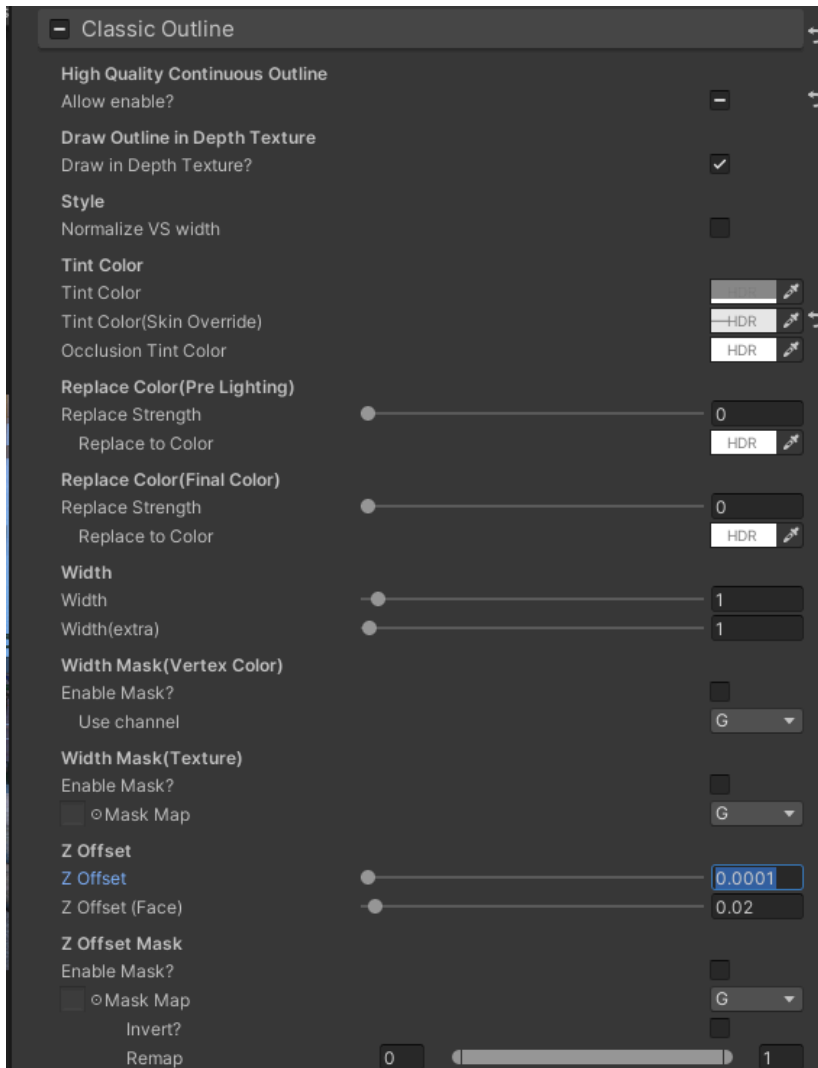 Classic Outline
High Quality Continuous Outline
Allow enable?
Draw Outline in Depth Texture
Draw in Depth Texture?
Style
Normalize VS width
Tint Color
Tint Color HDR
Tint Color(Skin Override) HDR
Occlusion Tint Color HDR
Replace Color(Pre Lighting)
Replace Strength 0
Replace to Color HDR
Replace Color(Final Color)
Replace Strength 0
Replace to Color HDR
Width
Width 1
Width(extra) 1
Width Mask(Vertex Color)
Enable Mask?
Use channel G
Width Mask(Texture)
Enable Mask?
Mask Map G
Z Offset
Z Offset 0.0001
Z Offset (Face) 0.02
Z Offset Mask
Enable Mask?
Mask Map G
Invert?
Remap 0 1